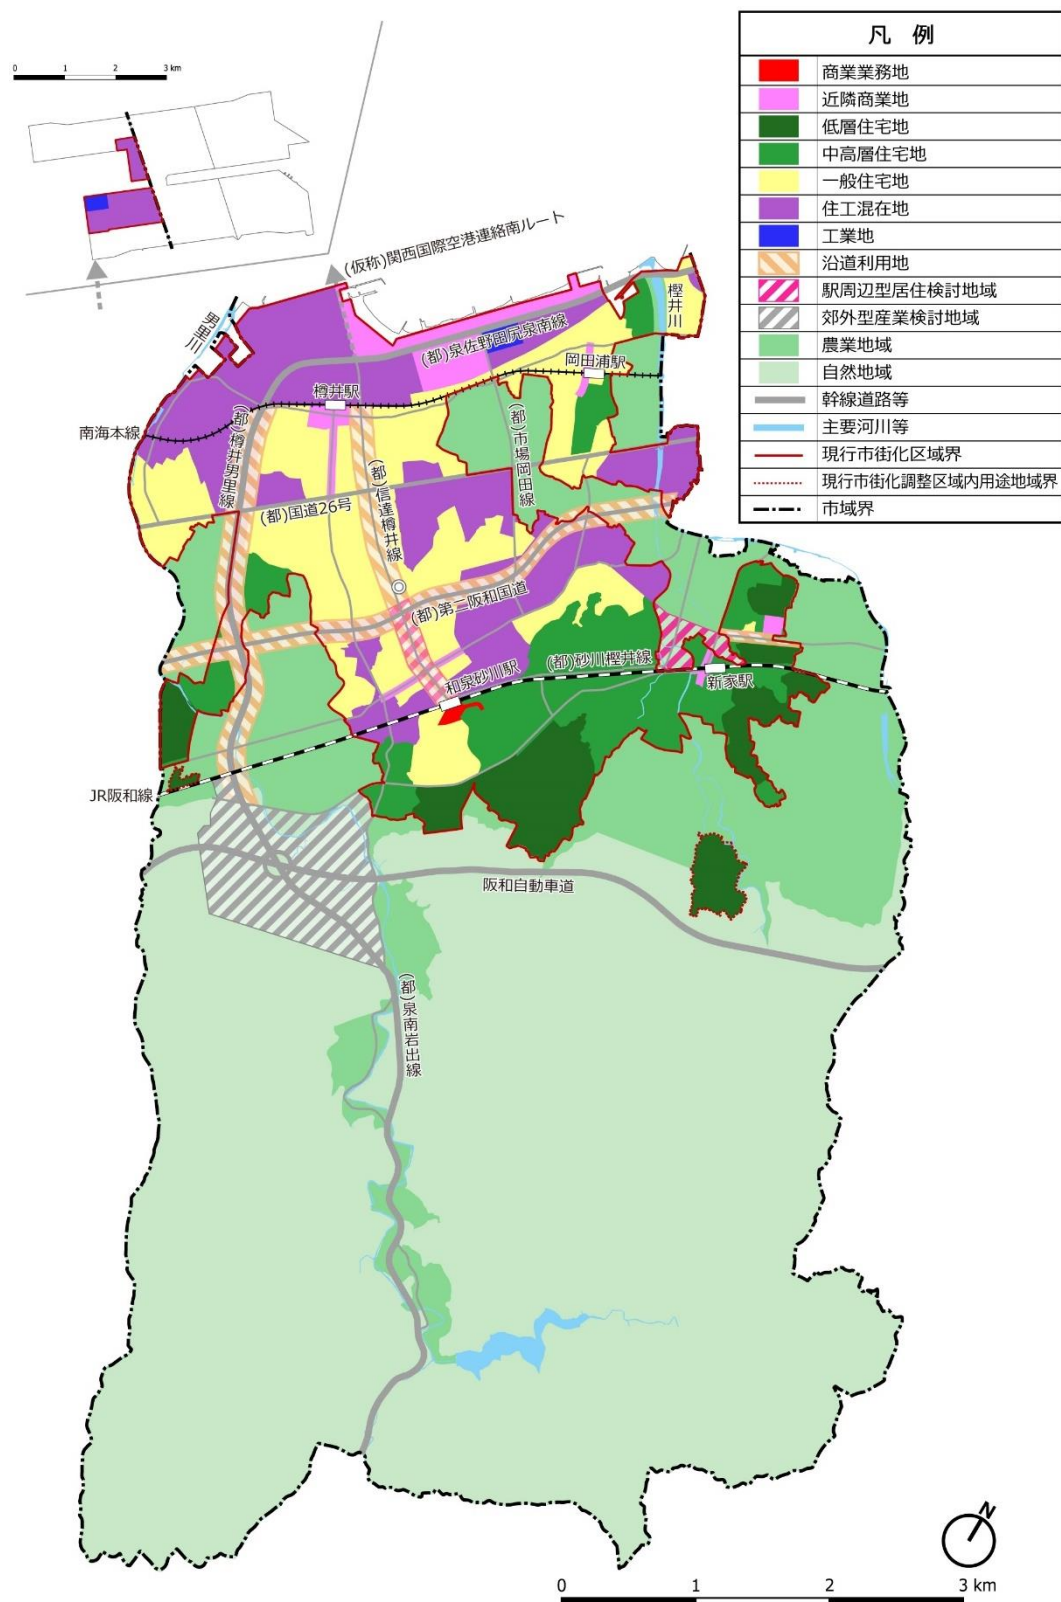 0 1 2 3 km
凡 例
商業業務地
近隣商業地
低層住宅地
中高層住宅地
一般住宅地
住工混在地
工業地
沿道利用地
駅周辺型居住検討地域
郊外型産業検討地域
農業地域
自然地域
幹線道路等
主要河川等
現行市街化区域界
現行市街化調整区域内用途地域界
市域界
(仮称)関西国際空港連絡南ルート
男里川
樫井川
(都)泉佐野田尻泉南線
岡田浦駅
樽井駅
南海本線
(都)樽井男里線
(都)信達樽井線
(都)市場岡田線
(都)国道26号
(都)第二阪和国道
和泉砂川駅
(都)砂川樫井線
新家駅
JR阪和線
阪和自動車道
(都)泉南岩出線
N
0 1 2 3 km